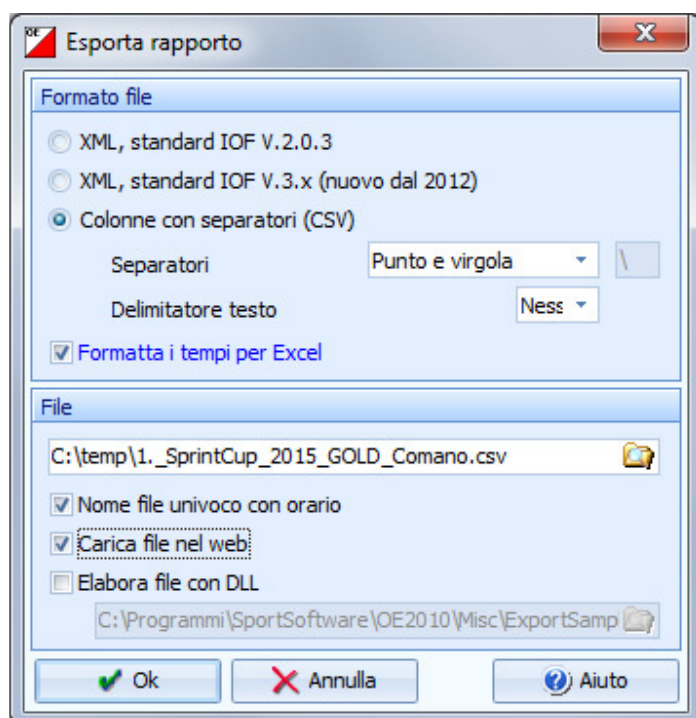 OE Esporta rapporto
Formato file
XML, standard IOF V.2.0.3
XML, standard IOF V.3.x (nuovo dal 2012)
Colonne con separatori (CSV)
Separatori Punto e virgola \
Delimitatore testo Ness
Formatta i tempi per Excel
File
C:\temp\1._SprintCup_2015_GOLD_Comano.csv
Nome file univoco con orario
Carica file nel web
Elabora file con DLL
C:\Programmi\SportSoftware\OE2010\Misc\ExportSamp
Ok Annulla Aiuto